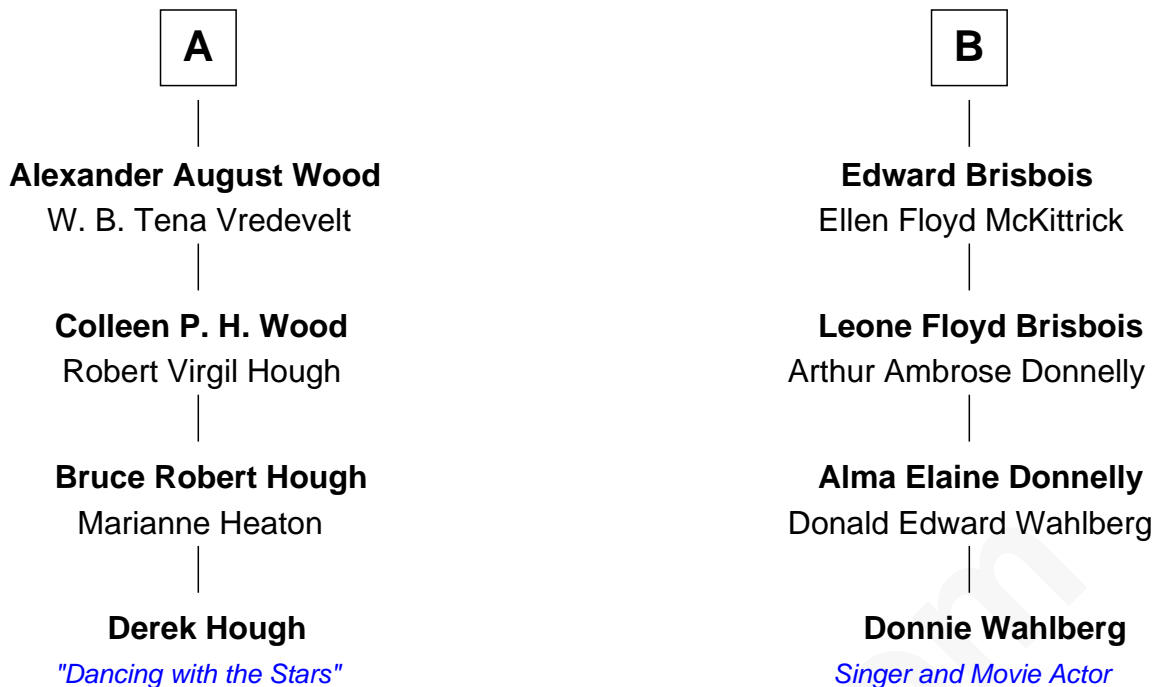 A
Alexander August Wood
W. B. Tena Vredevelt
Colleen P. H. Wood
Robert Virgil Hough
Bruce Robert Hough
Marianne Heaton
Derek Hough
"Dancing with the Stars"
B
Edward Brisbois
Ellen Floyd McKittrick
Leone Floyd Brisbois
Arthur Ambrose Donnelly
Alma Elaine Donnelly
Donald Edward Wahlberg
Donnie Wahlberg
Singer and Movie Actor